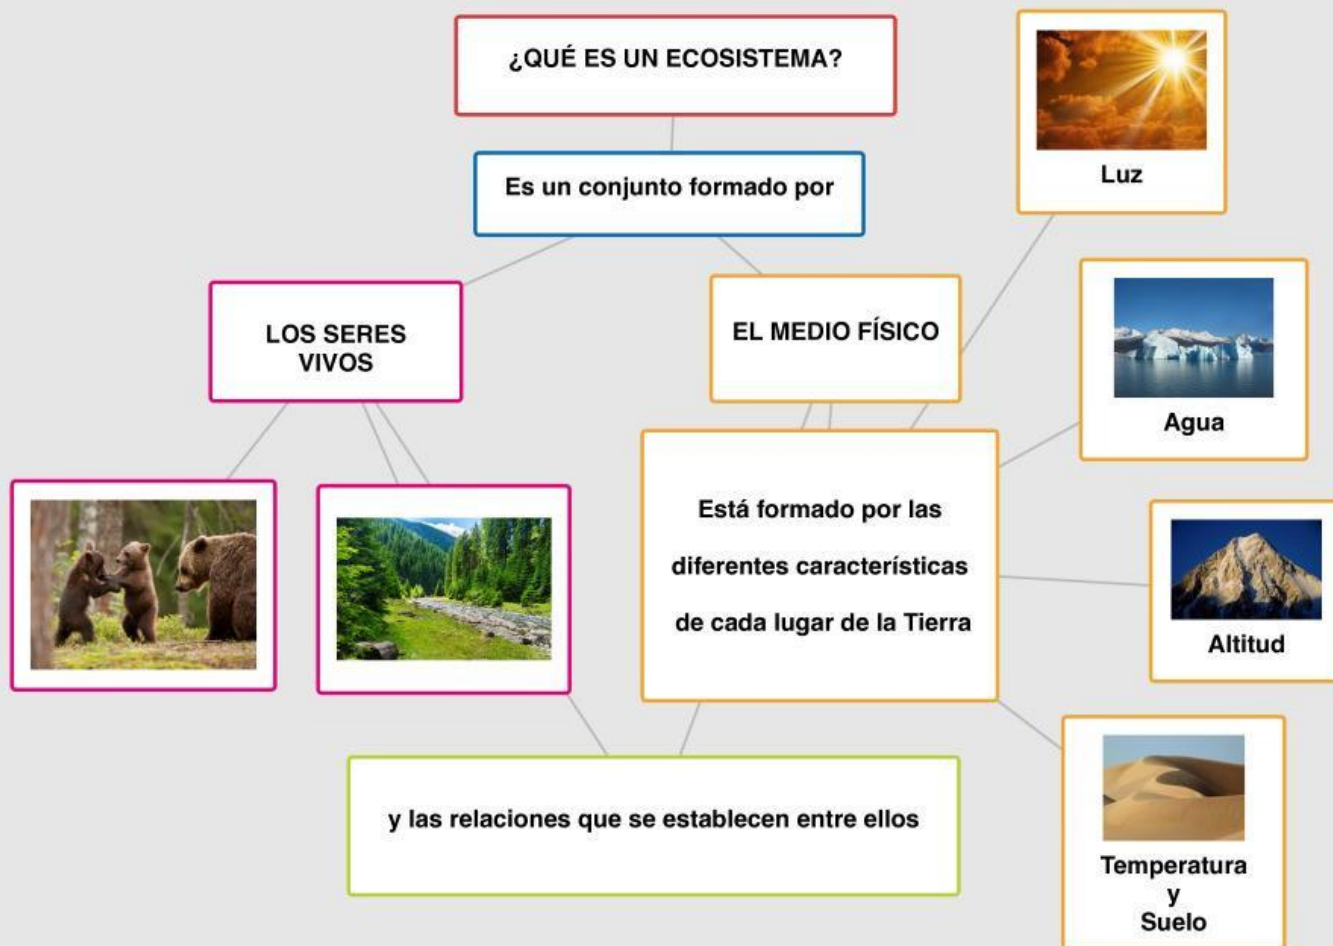 ¿QUÉ ES UN ECOSISTEMA?
Es un conjunto formado por
LOS SERES
VIVOS
EL MEDIO FÍSICO
Está formado por las
diferentes características
de cada lugar de la Tierra
Luz
Agua
Altitud
Temperatura
y
Suelo
y las relaciones que se establecen entre ellos